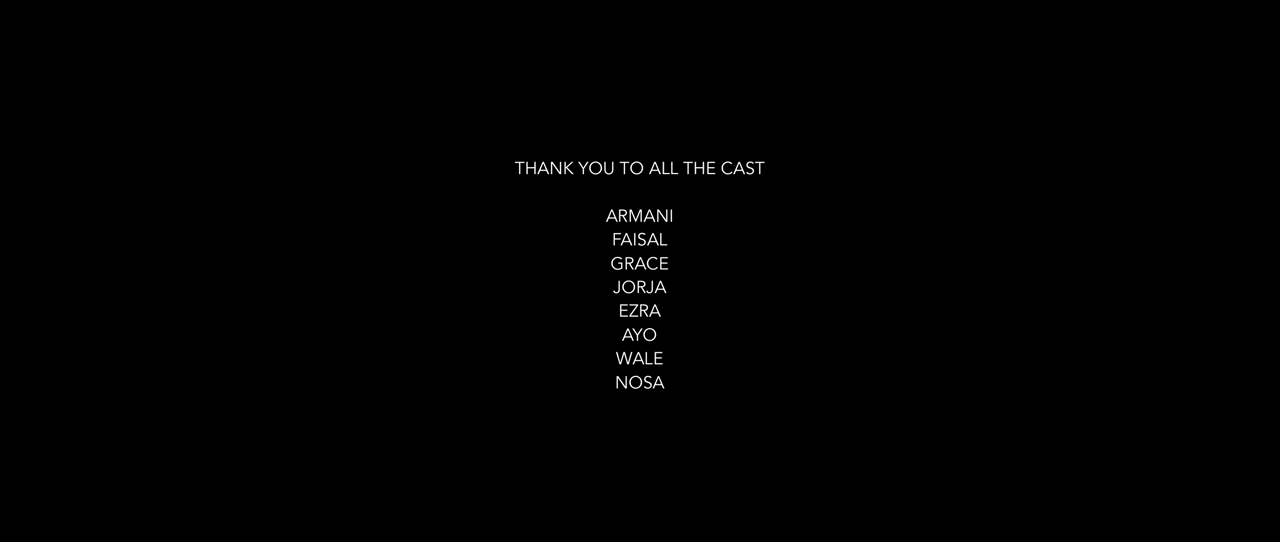 THANK YOU TO ALL THE CAST
ARMANI
FAISAL
GRACE
JORJA
EZRA
AYO
WALE
NOSA